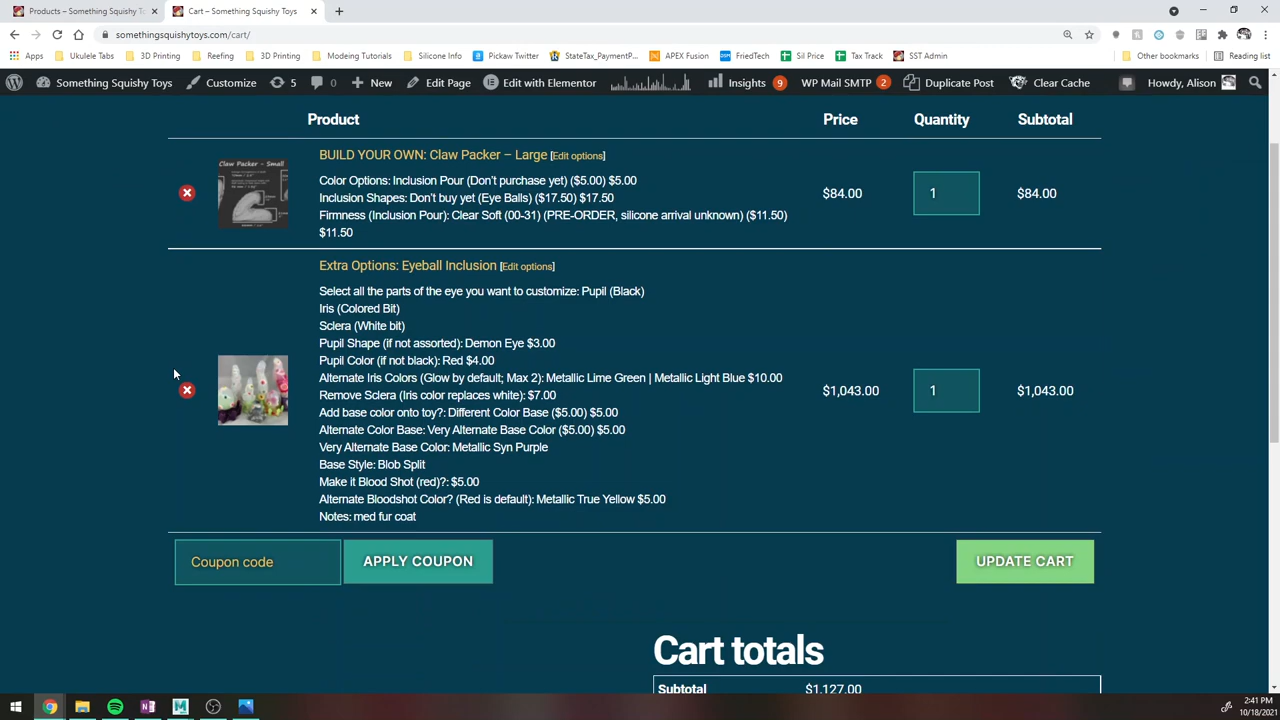 Products – Something Squishy To
Cart – Something Squishy Toys
somethingsquishytoys.com/cart/
Apps
Ukulele Tabs
3D Printing
Reefing
3D Printing
Modeing Tutorials
Silicone Info
Pickaw Twitter
StateTax_PaymentP...
APEX Fusion
FriedTech
Sil Price
Tax Track
SST Admin
Other bookmarks
Reading list
Something Squishy Toys
Customize
5
0
New
Edit Page
Edit with Elementor
Insights 9
WP Mail SMTP 2
Duplicate Post
Clear Cache
Howdy, Alison
Product Price Quantity Subtotal
BUILD YOUR OWN: Claw Packer – Large [Edit options]
Claw Packer - Small
Color Options: Inclusion Pour (Don't purchase yet) ($5.00) $5.00
Inclusion Shapes: Don't buy yet (Eye Balls) ($17.50) $17.50
Firmness (Inclusion Pour): Clear Soft (00-31) (PRE-ORDER, silicone arrival unknown) ($11.50)
$11.50
$84.00 1 $84.00
Extra Options: Eyeball Inclusion [Edit options]
Select all the parts of the eye you want to customize: Pupil (Black)
Iris (Colored Bit)
Sclera (White bit)
Pupil Shape (if not assorted): Demon Eye $3.00
Pupil Color (if not black): Red $4.00
Alternate Iris Colors (Glow by default; Max 2): Metallic Lime Green | Metallic Light Blue $10.00
Remove Sclera (Iris color replaces white): $7.00
Add base color onto toy?: Different Color Base ($5.00) $5.00
Alternate Color Base: Very Alternate Base Color ($5.00) $5.00
Very Alternate Base Color: Metallic Syn Purple
Base Style: Blob Split
Make it Blood Shot (red)?: $5.00
Alternate Bloodshot Color? (Red is default): Metallic True Yellow $5.00
Notes: med fur coat
$1,043.00 1 $1,043.00
Coupon code
APPLY COUPON
UPDATE CART
Cart totals
Subtotal $1,127.00
2:41 PM
10/18/2021